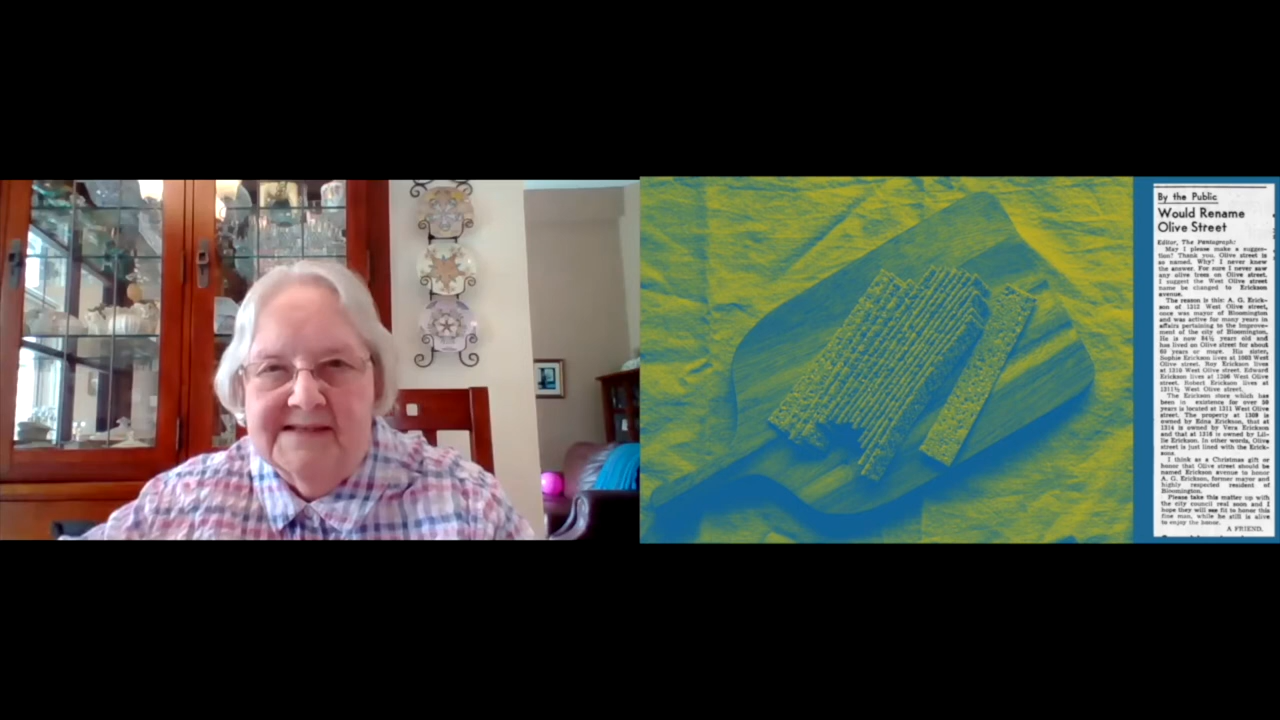 By the Public
Would Rename
Olive Street
Editor, The Pantagraph:
May I please make a sugges-
tion? Thank you. Olive street is
so named. Why? I never knew
the answer. For sure I never saw
any olive trees on Olive street.
I suggest the West Olive street
name be changed to Erickson
avenue.
The reason is this: A. G. Erick-
son of 1212 West Olive street,
once was mayor of Bloomington
and was active for many years in
affairs pertaining to the improve-
ment of the city of Bloomington.
He is now 84½ years old and
has lived on Olive street for about
60 years or more. His sister,
Sophie Erickson lives at 1003 West
Olive street. Roy Erickson lives
at 1210 West Olive street. Edward
Erickson lives at 1206 West Olive
street. Robert Erickson lives at
1211½ West Olive street.
The Erickson store which has
been in existence for over 50
years is located at 1311 West Olive
street. The property at 1309 is
owned by Edna Erickson, that at
1314 is owned by Vera Erickson
and that at 1316 is owned by Lil-
lie Erickson. In other words, Olive
street is just lined with the Erick-
sons.
I think as a Christmas gift or
honor that Olive street should be
named Erickson avenue to honor
A. G. Erickson, former mayor and
highly respected resident of
Bloomington.
Please take this matter up with
the city council real soon and I
hope they will see fit to honor this
fine man, while he still is alive
to enjoy the honor.
A FRIEND.